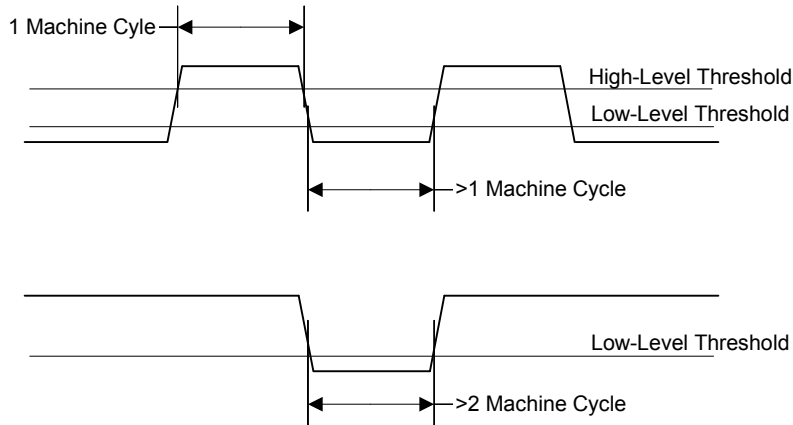 1 Machine Cyle
High-Level Threshold
Low-Level Threshold
>1 Machine Cycle
Low-Level Threshold
>2 Machine Cycle